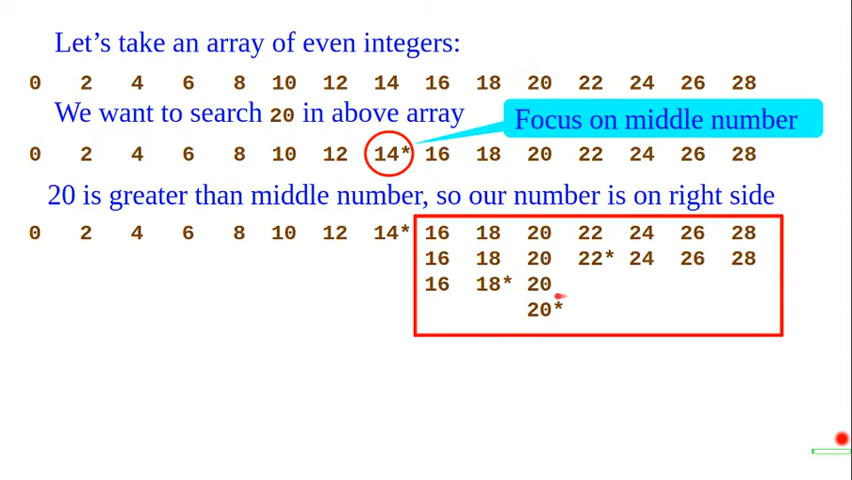 Let’s take an array of even integers:
0 2 4 6 8 10 12 14 16 18 20 22 24 26 28
We want to search 20 in above array
Focus on middle number
0 2 4 6 8 10 12 14* 16 18 20 22 24 26 28
20 is greater than middle number, so our number is on right side
0 2 4 6 8 10 12 14* 16 18 20 22 24 26 28
16 18 20 22* 24 26 28
16 18* 20
20*